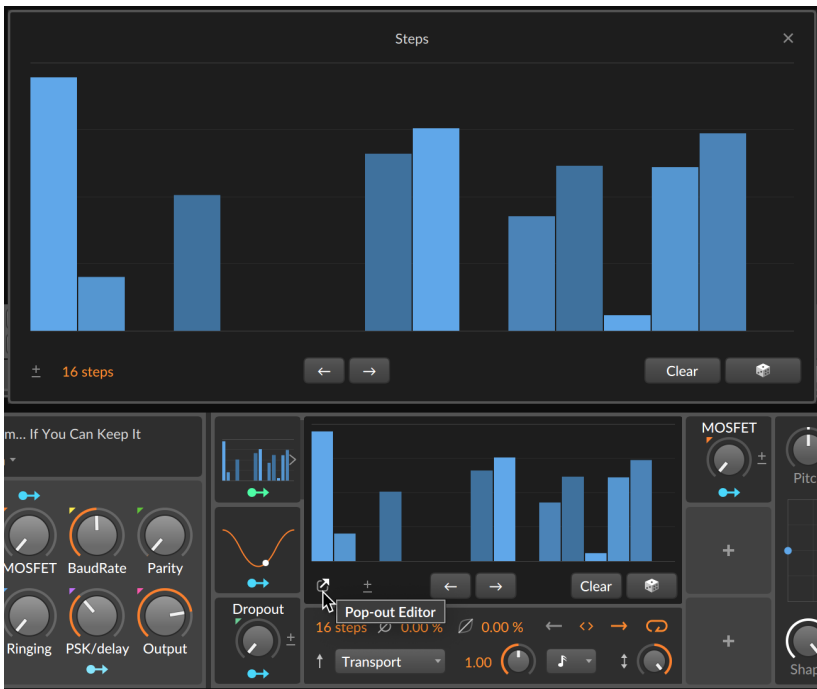 Steps
16 steps
Clear
m... If You Can Keep It
MOSFET
Pitc
MOSFET BaudRate Parity
Clear
Pop-out Editor
Dropout
16 steps 0.00 % 0.00 %
Ringing PSK/delay Output
Transport 1.00
Shap